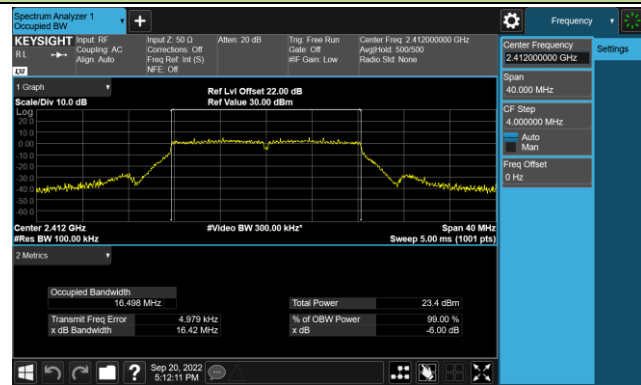 Spectrum Analyzer 1
Occupied BW
Frequency
KEYSIGHT
RL
LXI
Input: RF
Coupling: AC
Align: Auto
Input Z: 50 Ω
Corrections: Off
Freq Ref: Int (S)
NFE: Off
Atten: 20 dB
Trig: Free Run
Gate: Off
#IF Gain: Low
Center Freq: 2.412000000 GHz
Avg|Hold: 500/500
Radio Std: None
Center Frequency
2.412000000 GHz
Settings
Span
40.000 MHz
CF Step
4.000000 MHz
Auto
Man
Freq Offset
0 Hz
1 Graph
Scale/Div 10.0 dB
Ref Lvl Offset 22.00 dB
Ref Value 30.00 dBm
Log
20.0
10.0
0.00
-10.0
-20.0
-30.0
-40.0
-50.0
-60.0
Center 2.412 GHz
#Res BW 100.00 kHz
#Video BW 300.00 kHz*
Span 40 MHz
Sweep 5.00 ms (1001 pts)
2 Metrics
Occupied Bandwidth
16.498 MHz
Total Power 23.4 dBm
Transmit Freq Error 4.979 kHz
% of OBW Power 99.00 %
x dB Bandwidth 16.42 MHz
x dB -6.00 dB
Sep 20, 2022
5:12:11 PM